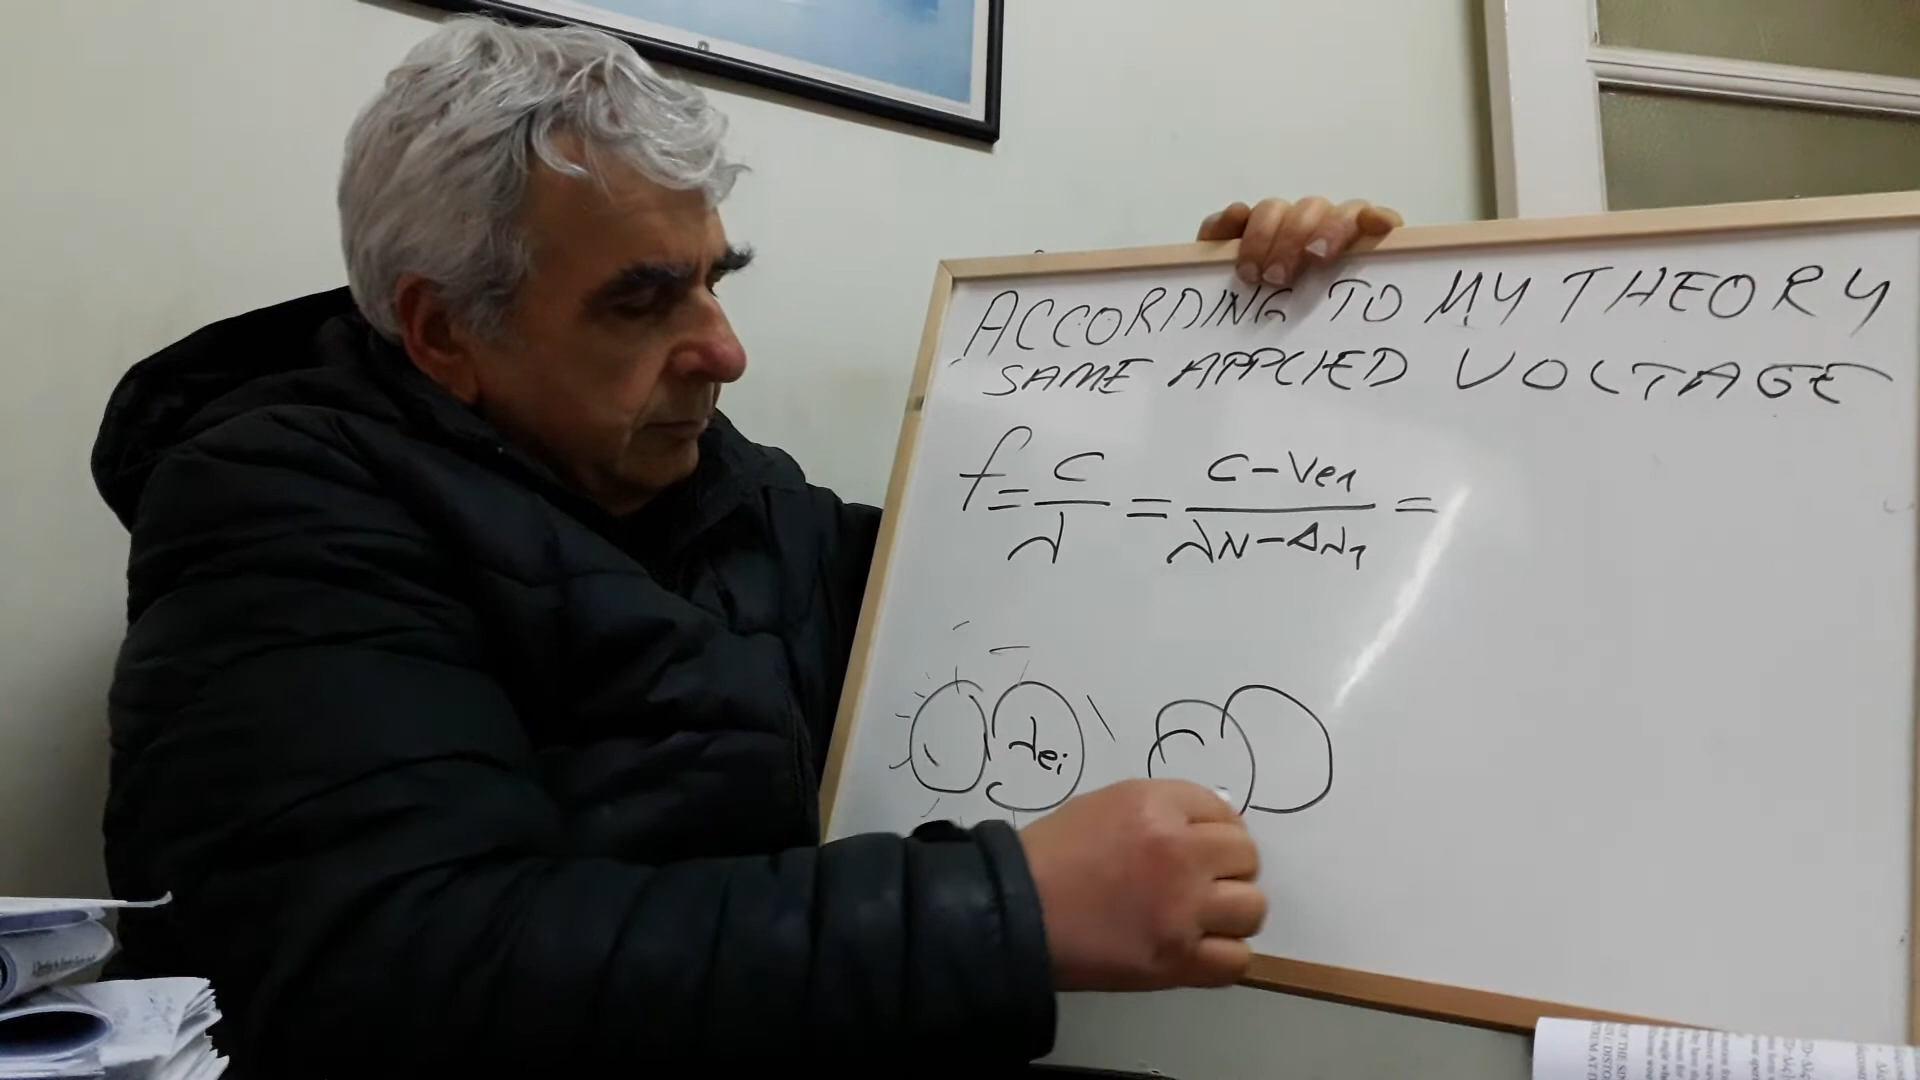 ACCORDING TO MY THEORY
SAME APPLIED VOLTAGE
f = C/λ = (C - Ve1)/(λN - Δλ1) =
λei